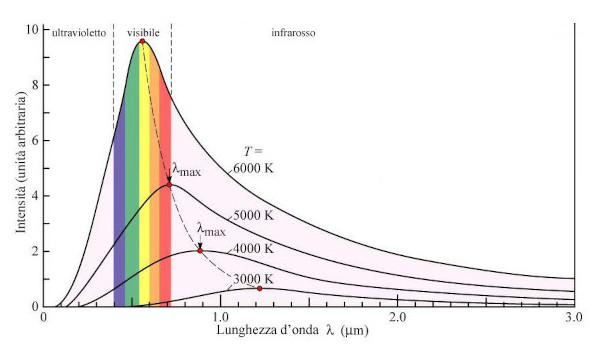 ultravioletto visibile infrarosso
10
8
6
4
2
0
Intensità (unità arbitraria)
T =
6000 K
λmax
5000 K
λmax
4000 K
3000 K
0 1.0 2.0 3.0
Lunghezza d'onda λ (μm)